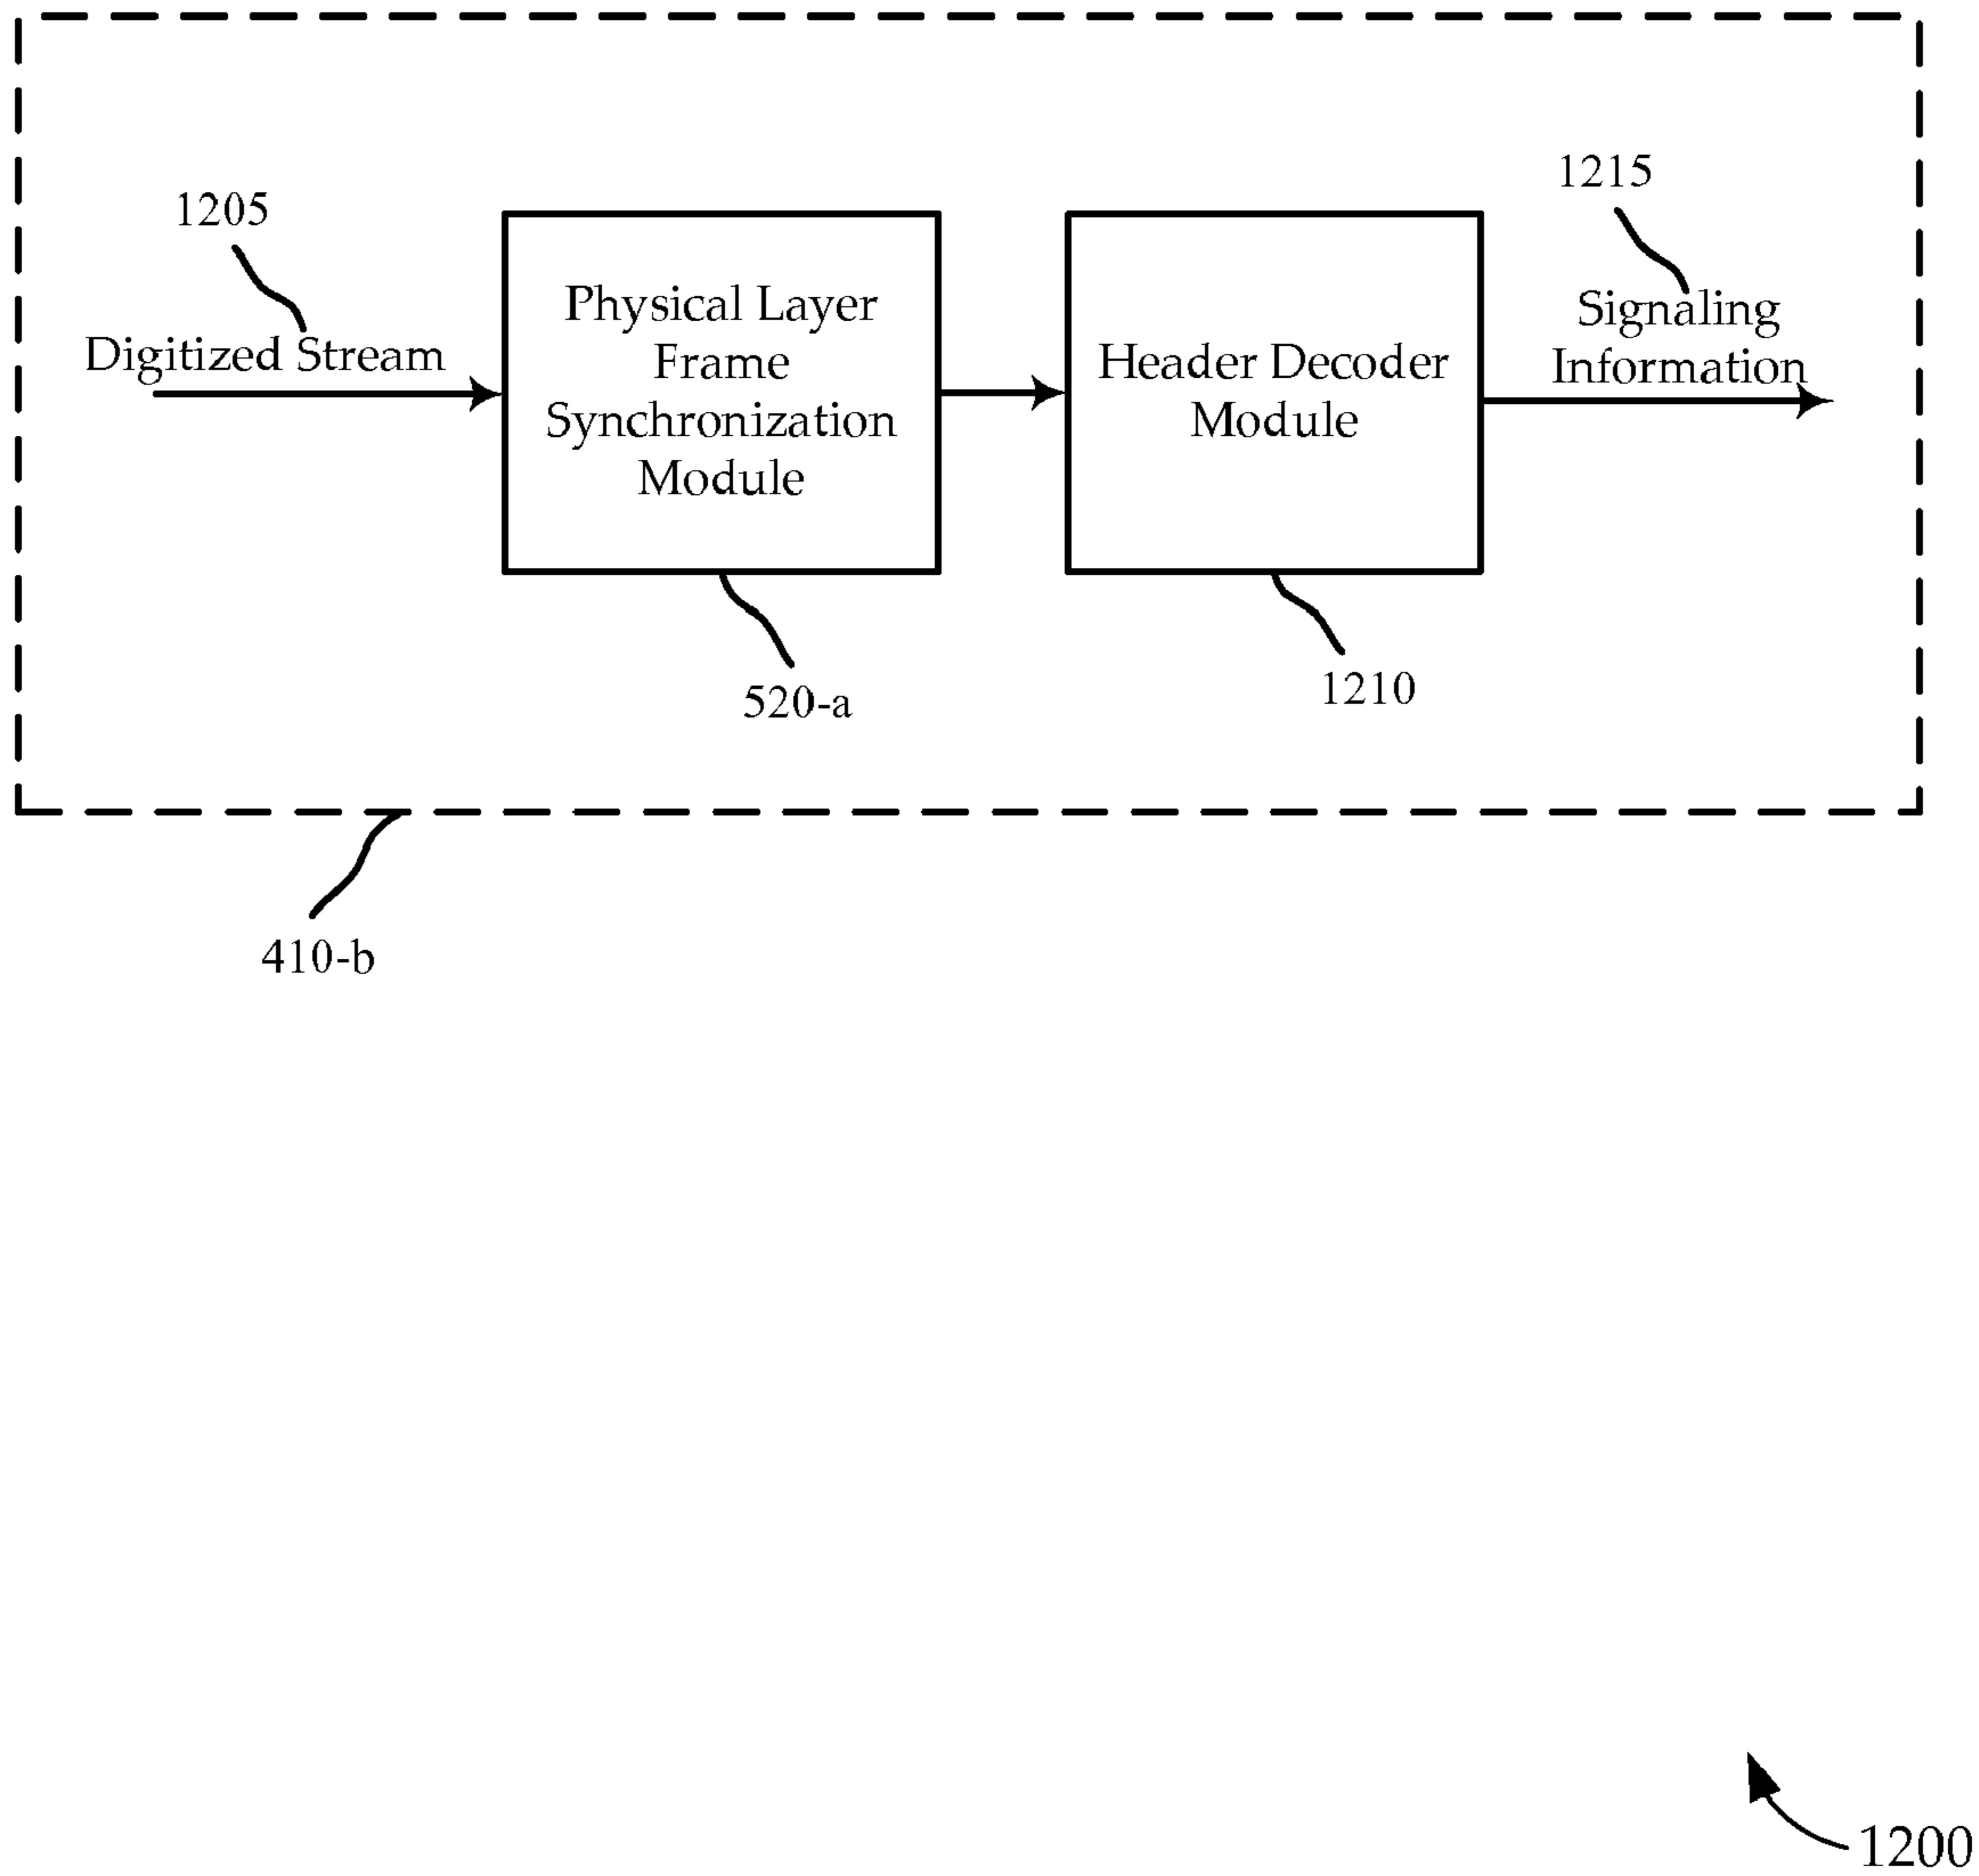 1205
Digitized Stream
Physical Layer
Frame
Synchronization
Module
520-a
Header Decoder
Module
1210
1215
Signaling
Information
410-b
1200